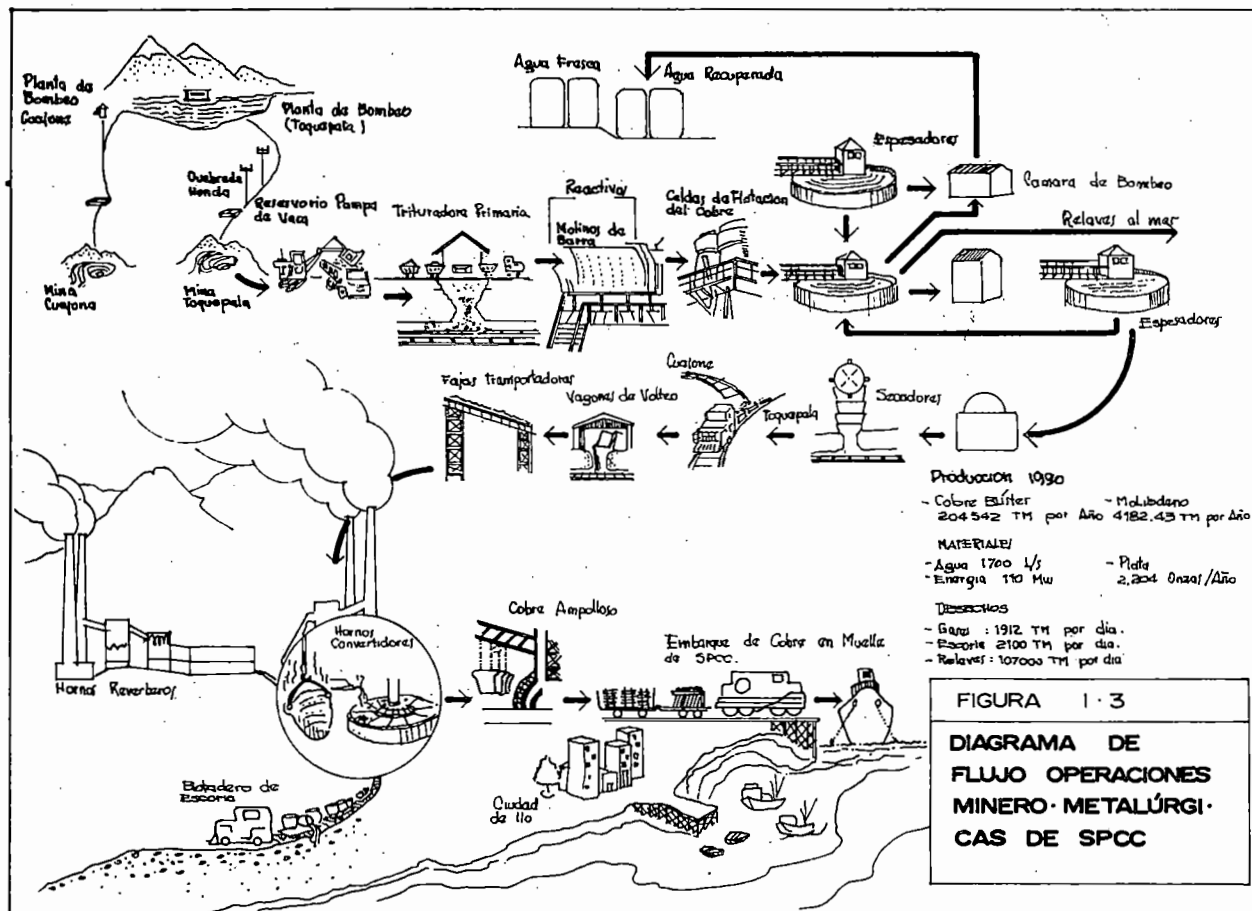 Planta de
Bombeo
Cuajone
Planta de Bombeo
(Toquepala)
Quebrada
Honda
Reservorio Pampa
de Vaca
Mina
Cuajone
Mina
Toquepala
Agua Fresca
Agua Recuperada
Trituradora Primaria
Reactivos
Molinos de
Barra
Celdas de Flotacion
del Cobre
Espesadores
Camara de Bombeo
Relaves al mar
Espesadores
Fajas Transportadoras
Vagones de Volteo
Cuajone
Toquepala
Secadores
Producción 1980
- Cobre Blíster
204542 TM por Año
- Molibdeno
4182.43 TM por Año
MATERIALES
- Agua 1700 L/s
- Energia 110 Mw
- Plata
2,204 Onzas/Año
DESECHOS
- Gases : 1912 TM por dia.
- Escoria 2100 TM por dia.
- Relaves : 107000 TM por dia
Hornos Reverberos
Hornos
Convertidores
Cobre Ampolloso
Embarque de Cobre en Muelle
de SPCC.
Botadero de
Escoria
Ciudad
de Ilo
FIGURA 1·3
DIAGRAMA DE
FLUJO OPERACIONES
MINERO·METALÚRGI·
CAS DE SPCC